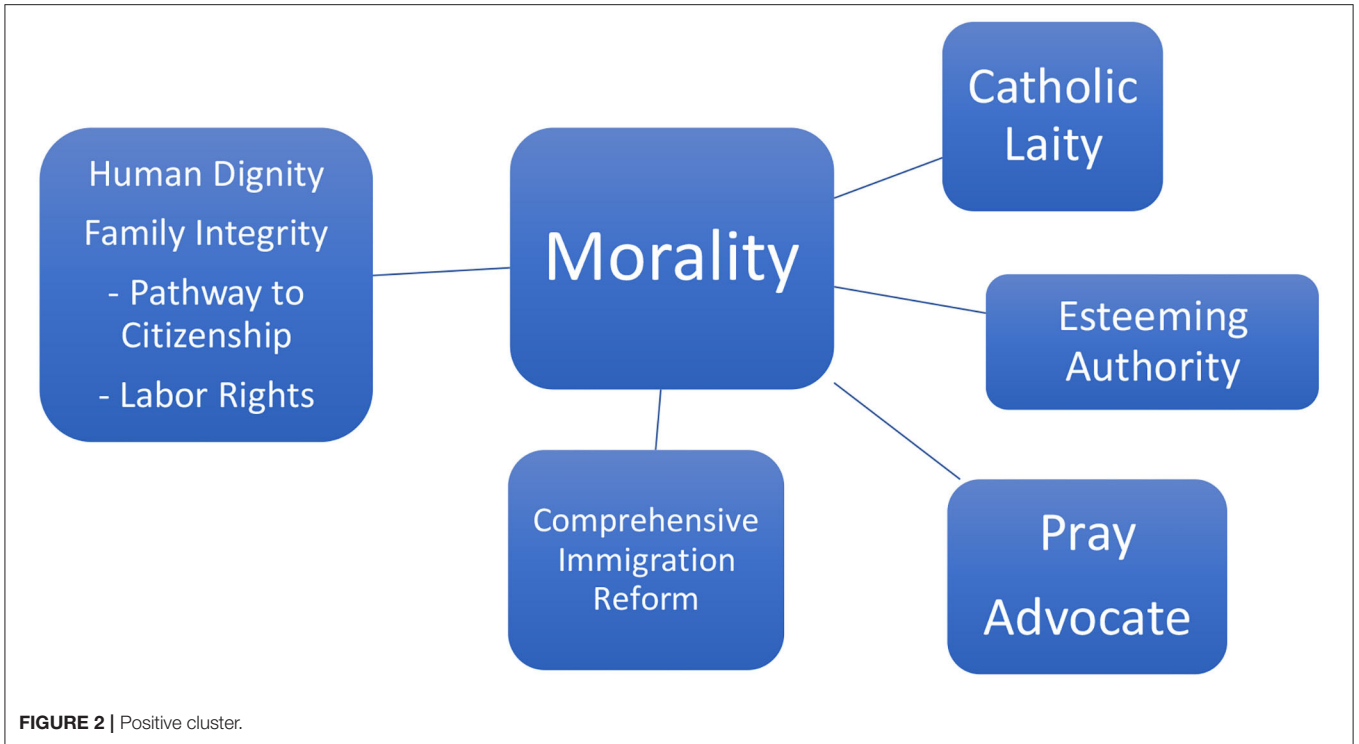 Human Dignity
Family Integrity
- Pathway to
Citizenship
- Labor Rights
Morality
Catholic
Laity
Esteeming
Authority
Comprehensive
Immigration
Reform
Pray
Advocate
FIGURE 2 | Positive cluster.